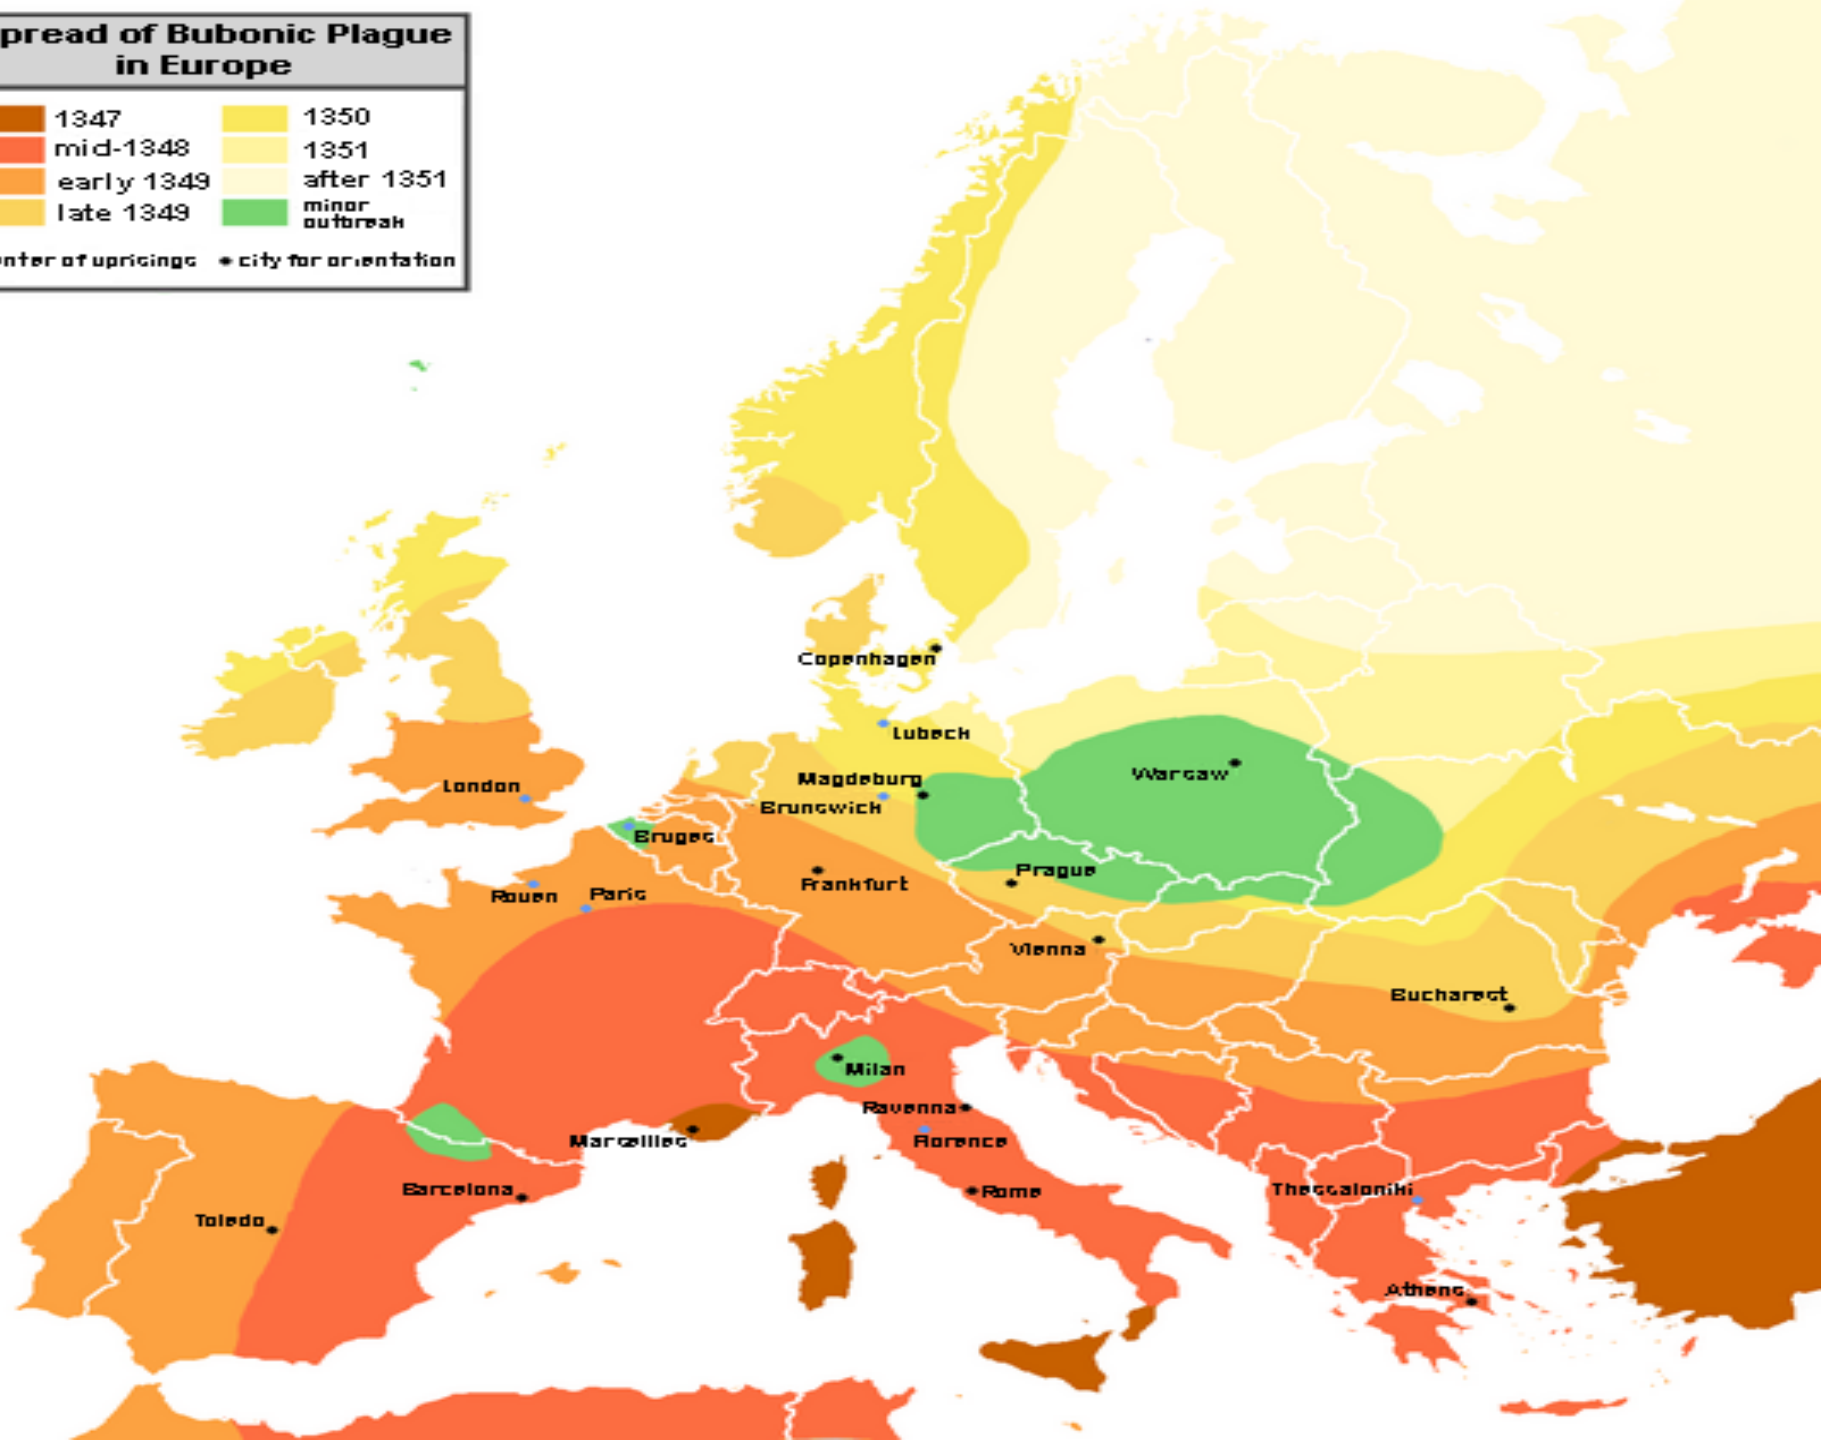 pread of Bubonic Plague
in Europe
1347
1350
mid-1348
1351
early 1349
after 1351
late 1349
minor
outbreak
nter of uprisings
city for orientation
Copenhagen
Lubeck
Magdeburg
Warsaw
London
Brunswich
Bruges
Prague
Frankfurt
Rouen
Paris
Vienna
Bucharest
Milan
Ravenna
Marseilles
Florence
Barcelona
Rome
Thessaloniki
Toledo
Athens